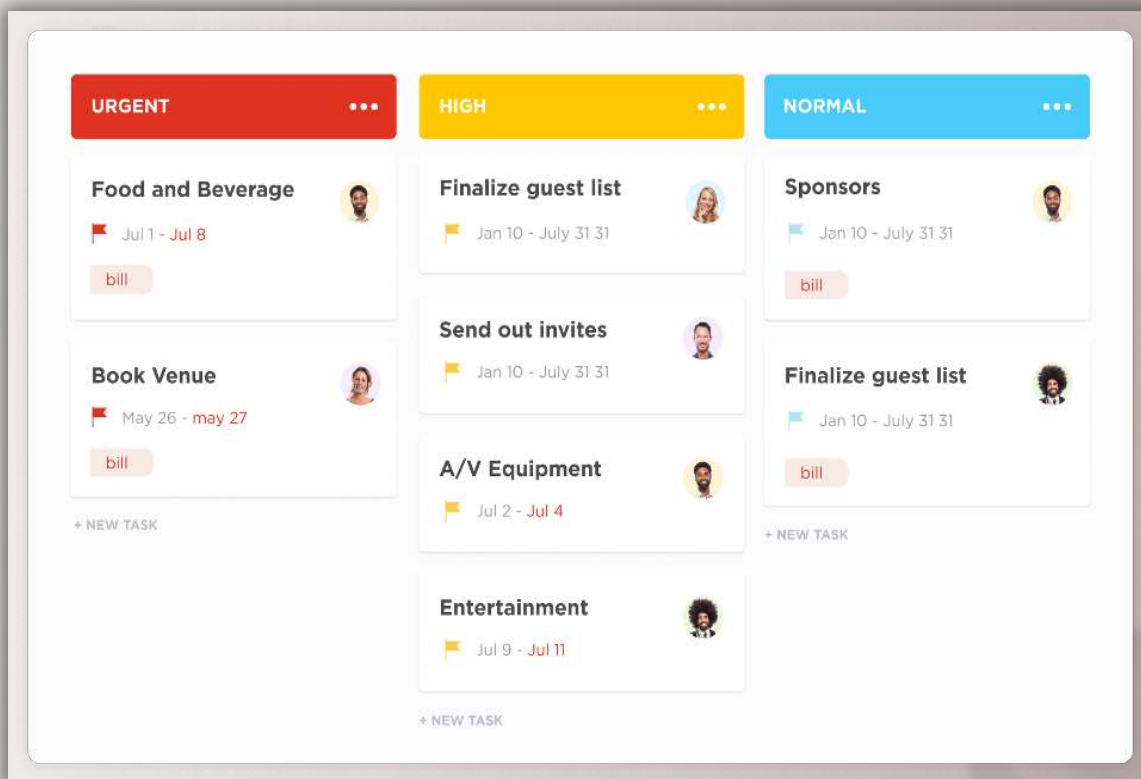 URGENT
Food and Beverage
Jul 1 - Jul 8
bill
Book Venue
May 26 - may 27
bill
+ NEW TASK
HIGH
Finalize guest list
Jan 10 - July 31 31
Send out invites
Jan 10 - July 31 31
A/V Equipment
Jul 2 - Jul 4
Entertainment
Jul 9 - Jul 11
+ NEW TASK
NORMAL
Sponsors
Jan 10 - July 31 31
bill
Finalize guest list
Jan 10 - July 31 31
bill
+ NEW TASK